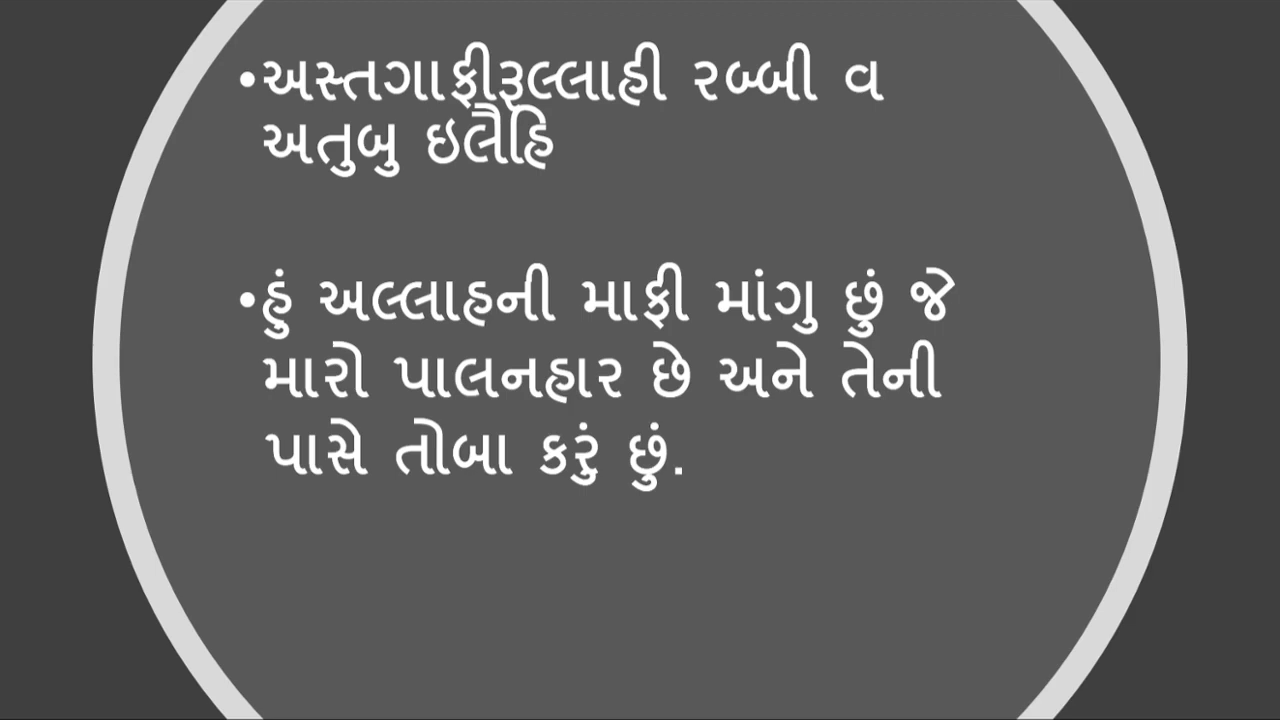 •અસ્તગાફીરૂલ્લાહી રબ્બી વ
અતુબુ ઇલૈહિ
•હું અલ્લાહની માફી માંગુ છું જે
મારો પાલનહાર છે અને તેની
પાસે તોબા કરું છું.